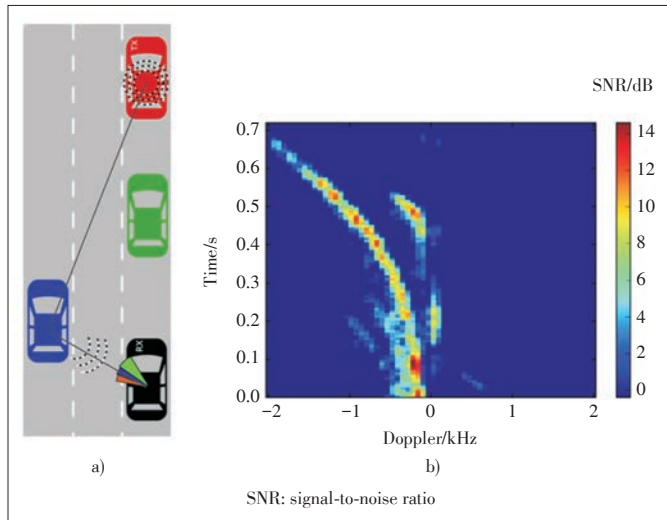 TX
RX
a)
SNR/dB
14
12
10
8
6
4
2
0
Time/s
0.7
0.6
0.5
0.4
0.3
0.2
0.1
0.0
−2
−1
0
1
2
Doppler/kHz
b)
SNR: signal-to-noise ratio